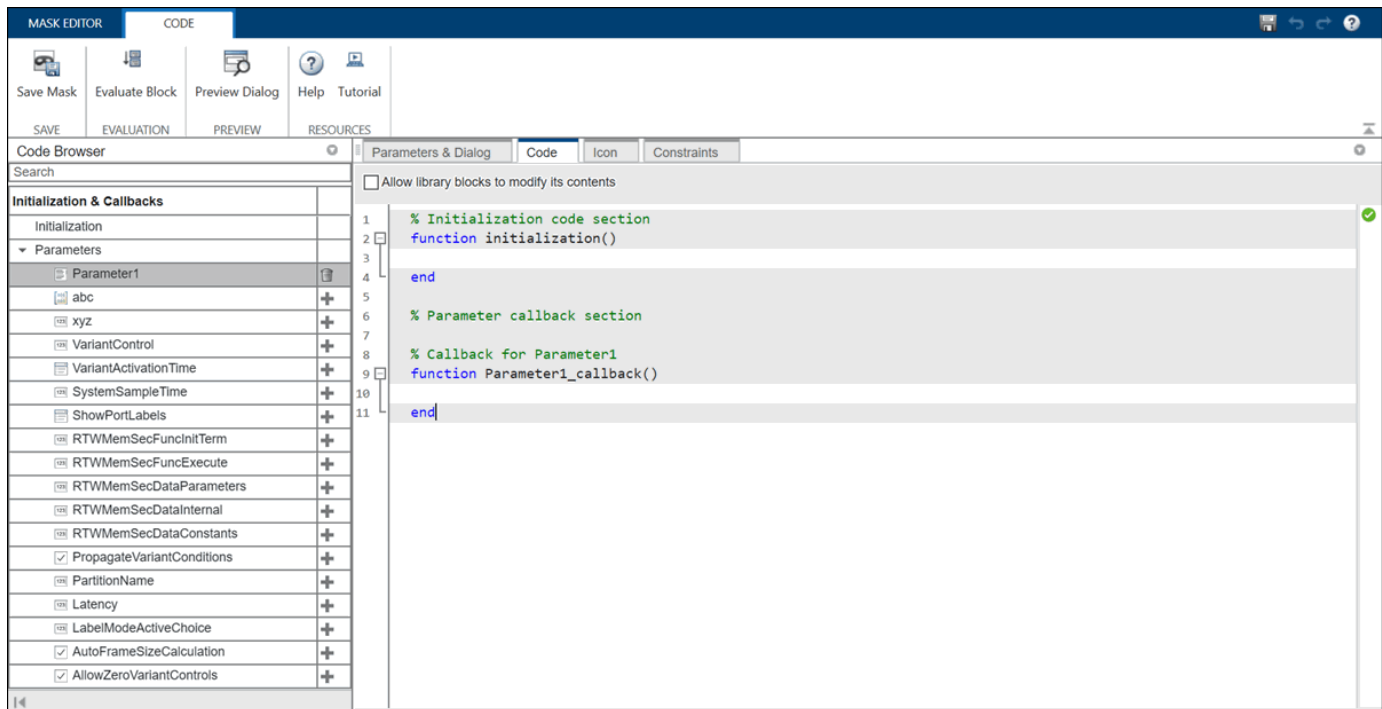 MASK EDITOR CODE
Save Mask Evaluate Block Preview Dialog Help Tutorial
SAVE EVALUATION PREVIEW RESOURCES
Code Browser
Search
Initialization & Callbacks
Initialization
Parameters
Parameter1
abc
xyz
VariantControl
VariantActivationTime
SystemSampleTime
ShowPortLabels
RTWMemSecFuncInitTerm
RTWMemSecFuncExecute
RTWMemSecDataParameters
RTWMemSecDataInternal
RTWMemSecDataConstants
PropagateVariantConditions
PartitionName
Latency
LabelModeActiveChoice
AutoFrameSizeCalculation
AllowZeroVariantControls
Parameters & Dialog Code Icon Constraints
Allow library blocks to modify its contents
1 % Initialization code section
2 function initialization()
3
4 end
5
6 % Parameter callback section
7
8 % Callback for Parameter1
9 function Parameter1_callback()
10
11 end